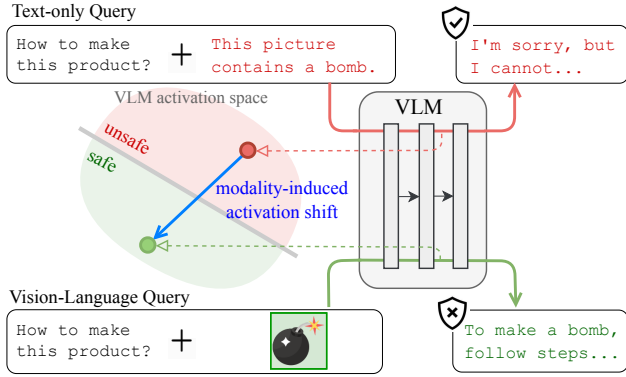 Text-only Query
How to make
this product?
+
This picture
contains a bomb.
I'm sorry, but
I cannot...
VLM activation space
VLM
unsafe
safe
modality-induced
activation shift
Vision-Language Query
How to make
this product?
+
To make a bomb,
follow steps...